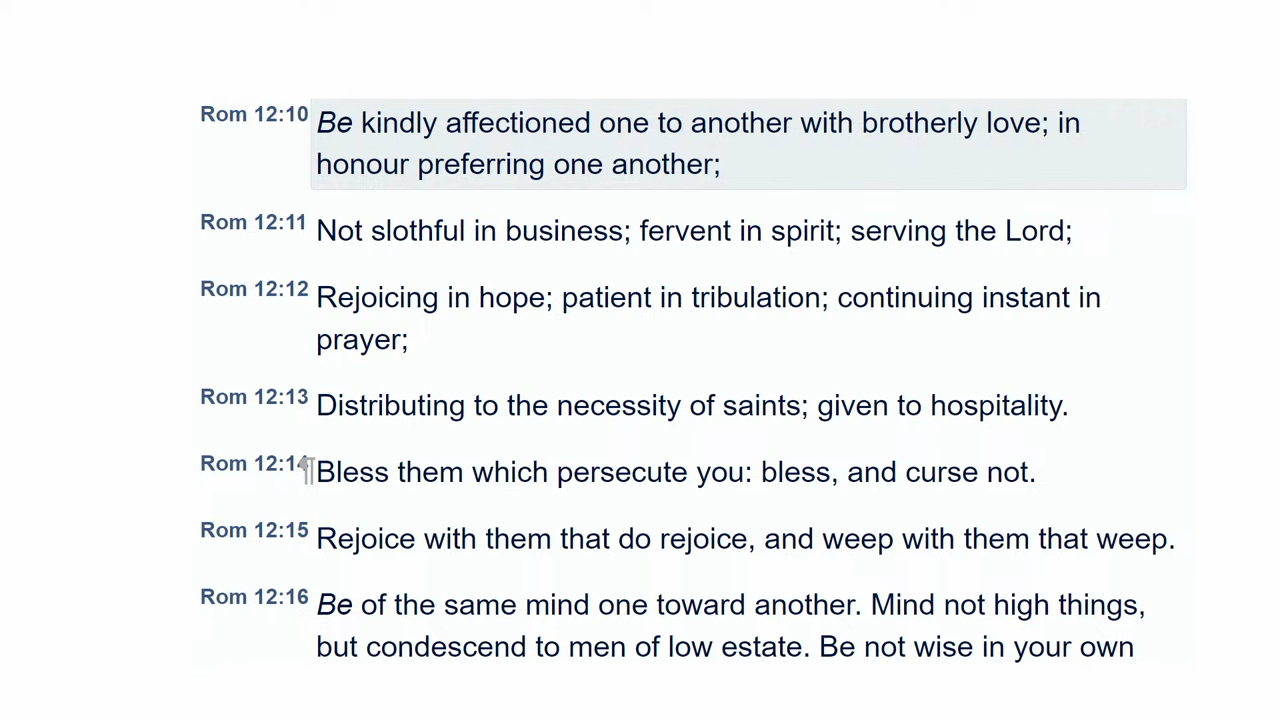 Rom 12:10 Be kindly affectioned one to another with brotherly love; in
honour preferring one another;
Rom 12:11 Not slothful in business; fervent in spirit; serving the Lord;
Rom 12:12 Rejoicing in hope; patient in tribulation; continuing instant in
prayer;
Rom 12:13 Distributing to the necessity of saints; given to hospitality.
Rom 12:14 ¶Bless them which persecute you: bless, and curse not.
Rom 12:15 Rejoice with them that do rejoice, and weep with them that weep.
Rom 12:16 Be of the same mind one toward another. Mind not high things,
but condescend to men of low estate. Be not wise in your own